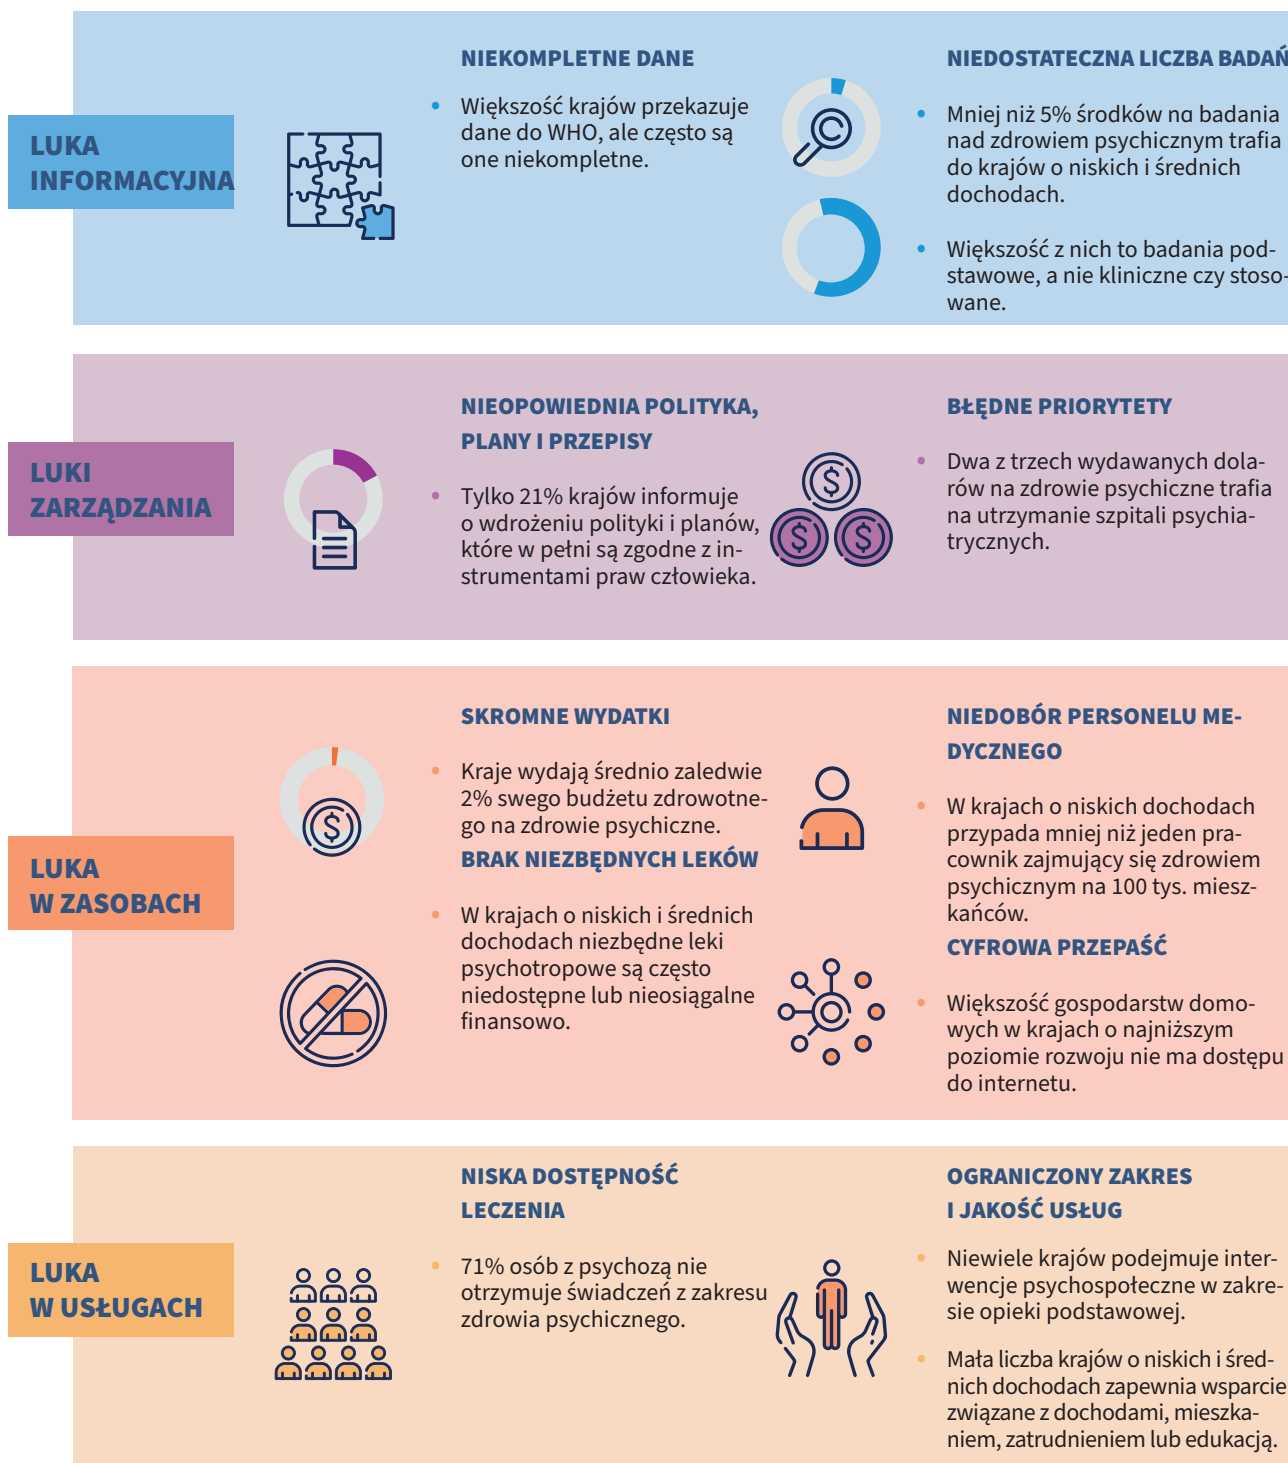 LUKA
INFORMACYJNA
NIEKOMPLETNE DANE
• Większość krajów przekazuje
dane do WHO, ale często są
one niekompletne.
NIEDOSTATECZNA LICZBA BADAŃ
• Mniej niż 5% środków na badania
nad zdrowiem psychicznym trafia
do krajów o niskich i średnich
dochodach.
• Większość z nich to badania pod-
stawowe, a nie kliniczne czy stoso-
wane.
LUKI
ZARZĄDZANIA
NIEOPOWIEDNIA POLITYKA,
PLANY I PRZEPISY
• Tylko 21% krajów informuje
o wdrożeniu polityki i planów,
które w pełni są zgodne z in-
strumentami praw człowieka.
BŁĘDNE PRIORYTETY
• Dwa z trzech wydawanych dola-
rów na zdrowie psychiczne trafia
na utrzymanie szpitali psychia-
trycznych.
LUKA
W ZASOBACH
SKROMNE WYDATKI
• Kraje wydają średnio zaledwie
2% swego budżetu zdrowotne-
go na zdrowie psychiczne.
BRAK NIEZBĘDNYCH LEKÓW
• W krajach o niskich i średnich
dochodach niezbędne leki
psychotropowe są często
niedostępne lub nieosiągalne
finansowo.
NIEDOBÓR PERSONELU ME-
DYCZNEGO
• W krajach o niskich dochodach
przypada mniej niż jeden pra-
cownik zajmujący się zdrowiem
psychicznym na 100 tys. miesz-
kańców.
CYFROWA PRZEPAŚĆ
• Większość gospodarstw domo-
wych w krajach o najniższym
poziomie rozwoju nie ma dostępu
do internetu.
LUKA
W USŁUGACH
NISKA DOSTĘPNOŚĆ
LECZENIA
• 71% osób z psychozą nie
otrzymuje świadczeń z zakresu
zdrowia psychicznego.
OGRANICZONY ZAKRES
I JAKOŚĆ USŁUG
• Niewiele krajów podejmuje inter-
wencje psychospołeczne w zakre-
sie opieki podstawowej.
• Mała liczba krajów o niskich i śred-
nich dochodach zapewnia wsparcie
związane z dochodami, mieszka-
niem, zatrudnieniem lub edukacją.